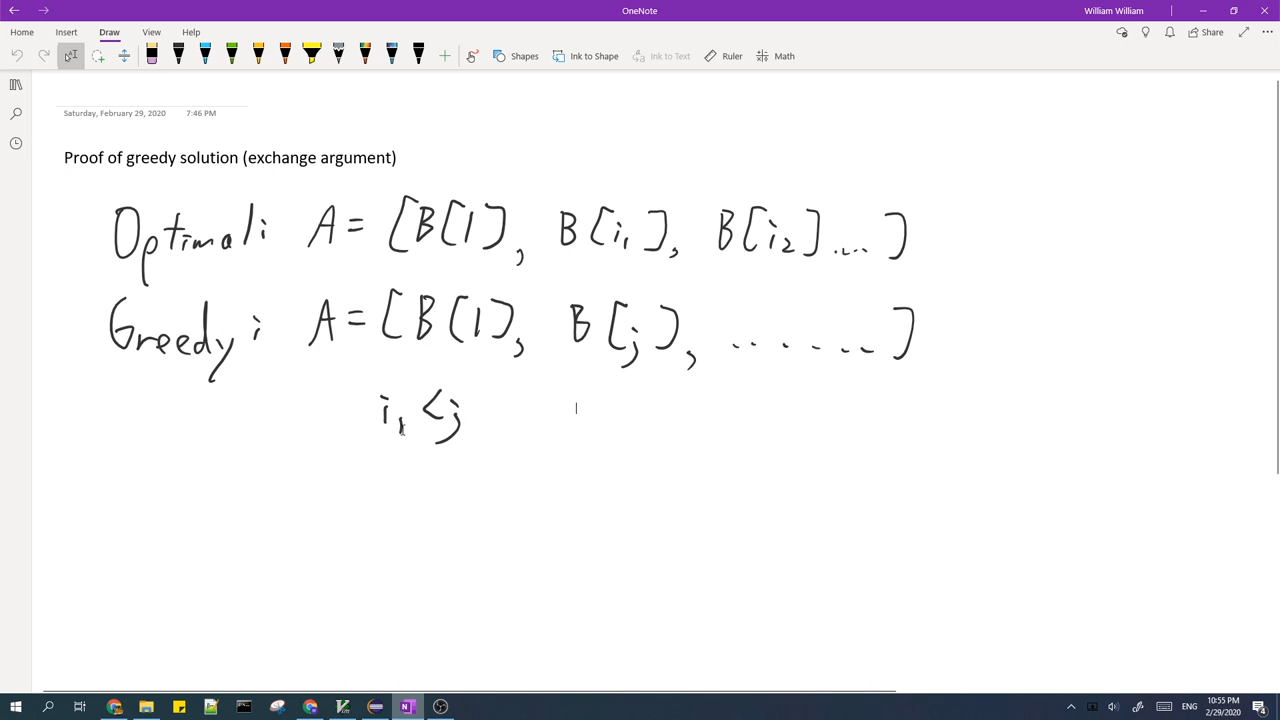 OneNote
William William
Home Insert Draw View Help
Share
Shapes Ink to Shape Ink to Text Ruler Math
Saturday, February 29, 2020 7:46 PM
Proof of greedy solution (exchange argument)
Optimal: A = [B[1], B[i₁], B[i₂]....]
Greedy: A = [B[1], B[j], ......]
i₁ < j
10:55 PM
ENG
2/29/2020
4